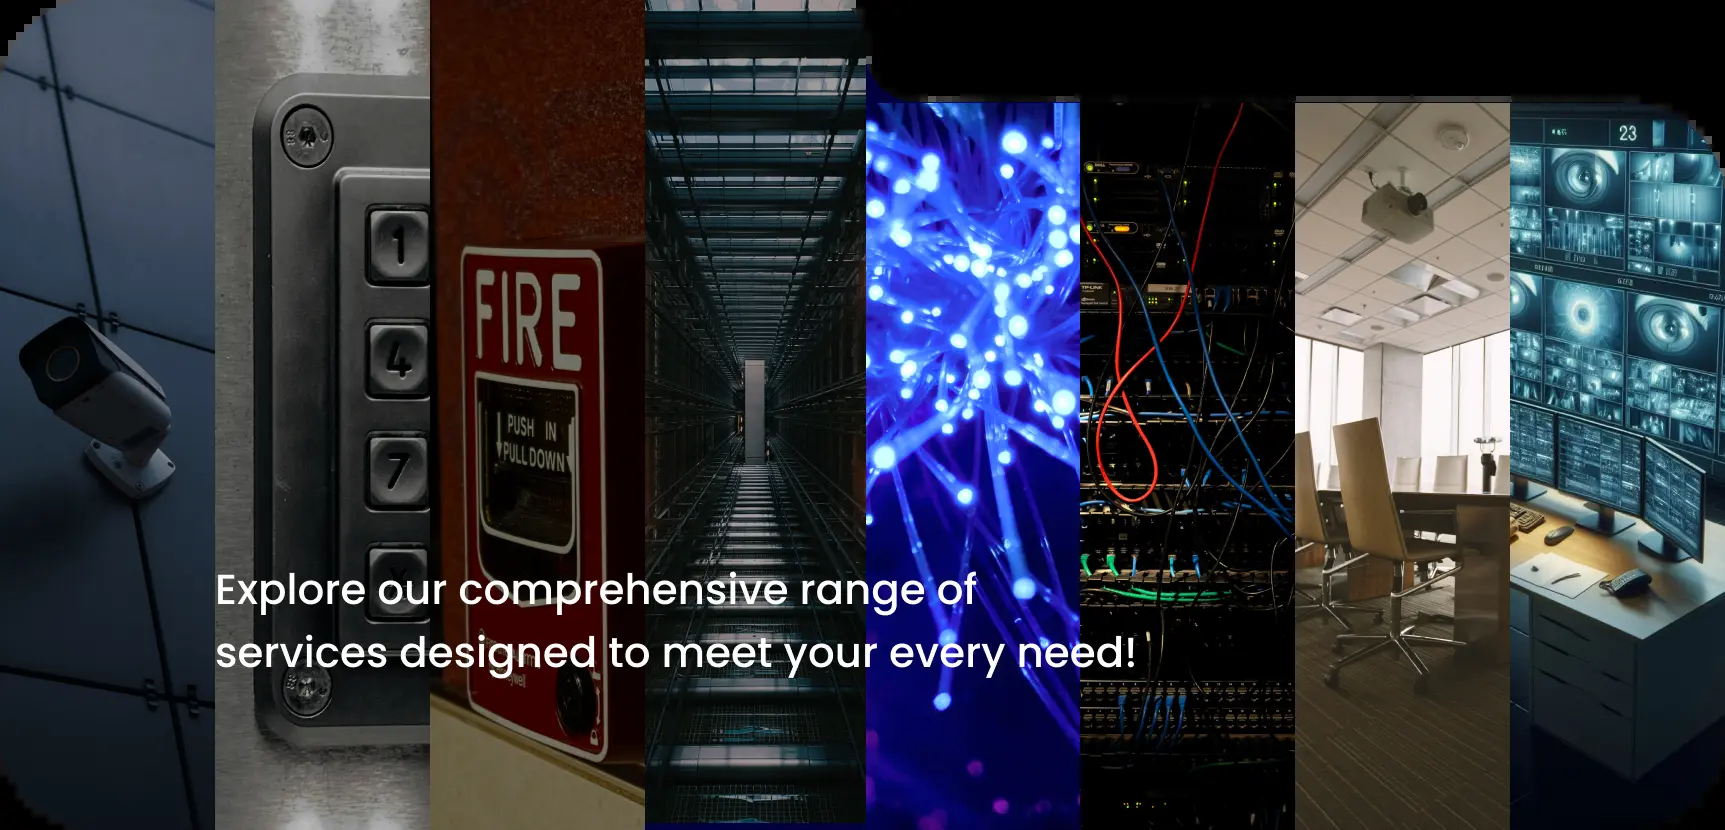 1
4
7
FIRE
PUSH IN
PULL DOWN
23
Explore our comprehensive range of
services designed to meet your every need!